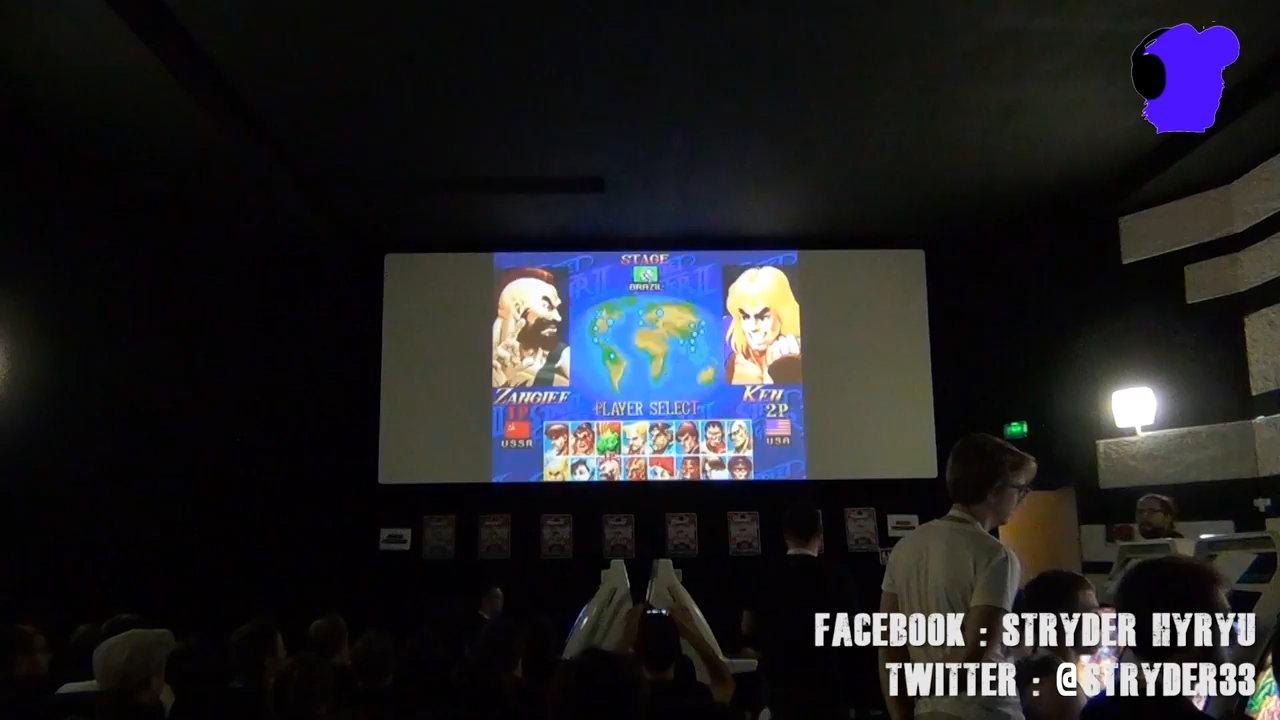 STAGE
BRAZIL
ZANGIEF
KEN
PLAYER SELECT
1P
2P
USSR
USA
FACEBOOK : STRYDER HYRYU
TWITTER : @STRYDER33